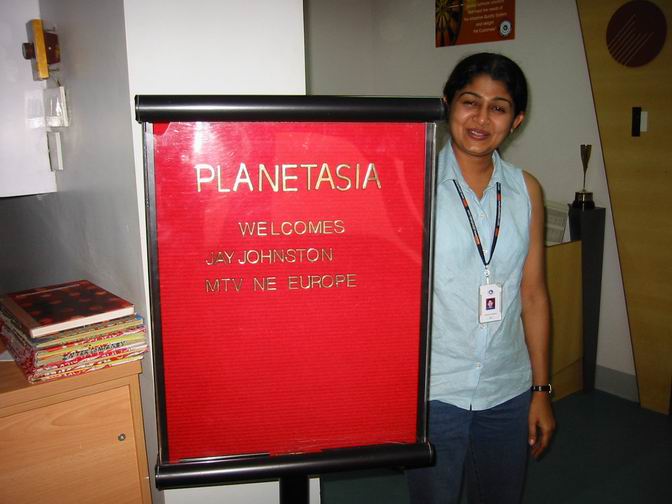 PLANETASIA
WELCOMES
JAY JOHNSTON
MTV NE EUROPE